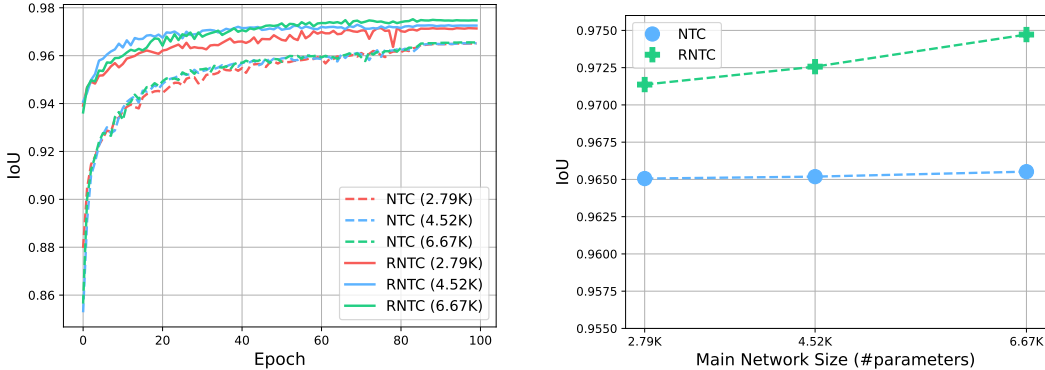 0.98
0.96
0.94
0.92
0.90
0.88
0.86
IoU
0
20
40
60
80
100
Epoch
NTC (2.79K)
NTC (4.52K)
NTC (6.67K)
RNTC (2.79K)
RNTC (4.52K)
RNTC (6.67K)
0.9750
0.9725
0.9700
0.9675
0.9650
0.9625
0.9600
0.9575
0.9550
IoU
2.79K
4.52K
6.67K
Main Network Size (#parameters)
NTC
RNTC